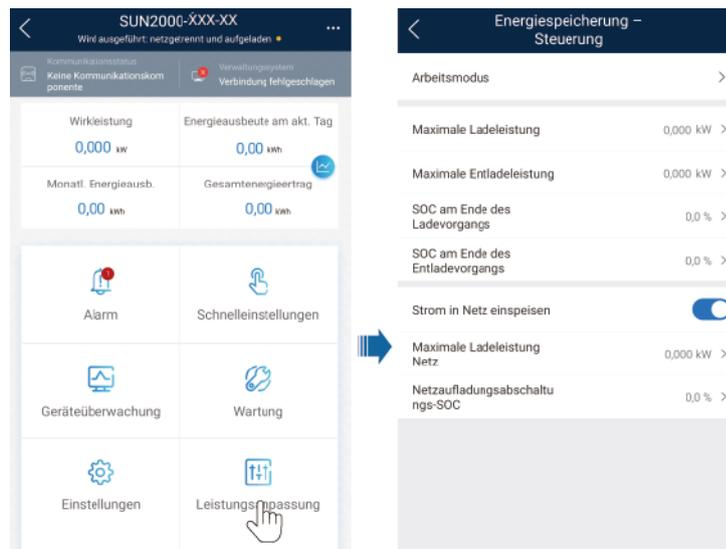 SUN2000-XXX-XX
Wird ausgeführt: netzgetrennt und aufgeladen
Kommunikationsstatus
Keine Kommunikationskom
ponente
Verwaltungssystem
Verbindung fehlgeschlagen
Wirkleistung
0,000 kW
Energieausbeute am akt. Tag
0,00 kWh
Monatl. Energieausb.
0,00 kWh
Gesamtenergieertrag
0,00 kWh
1
Alarm
Schnelleinstellungen
Geräteüberwachung
Wartung
Einstellungen
Leistungsanpassung
Energiespeicherung –
Steuerung
Arbeitsmodus
Maximale Ladeleistung
0,000 kW
Maximale Entladeleistung
0,000 kW
SOC am Ende des
Ladevorgangs
0,0 %
SOC am Ende des
Entladevorgangs
0,0 %
Strom in Netz einspeisen
Maximale Ladeleistung
Netz
0,000 kW
Netzaufladungsabschaltu
ngs-SOC
0,0 %